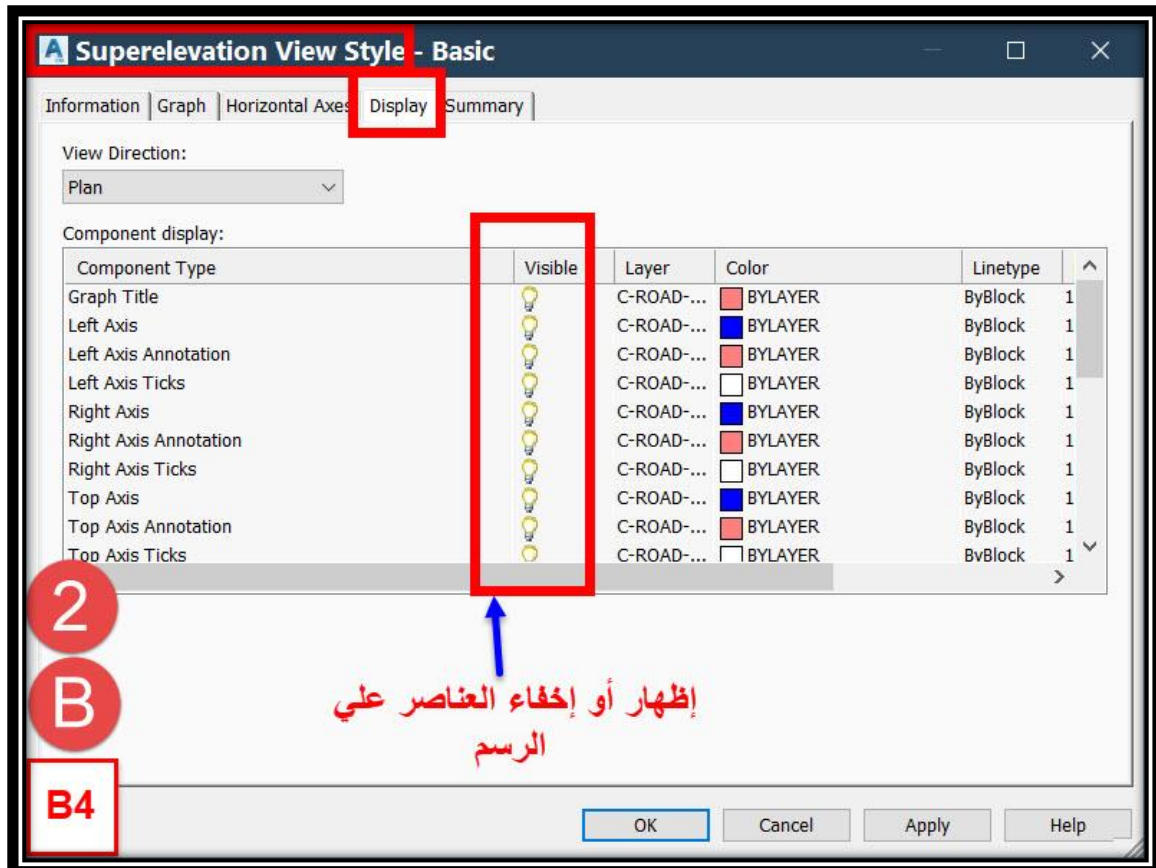 Superelevation View Style - Basic
Information Graph Horizontal Axes Display Summary
View Direction:
Plan
Component display:
Component Type Visible Layer Color Linetype
Graph Title C-ROAD-... BYLAYER ByBlock 1
Left Axis C-ROAD-... BYLAYER ByBlock 1
Left Axis Annotation C-ROAD-... BYLAYER ByBlock 1
Left Axis Ticks C-ROAD-... BYLAYER ByBlock 1
Right Axis C-ROAD-... BYLAYER ByBlock 1
Right Axis Annotation C-ROAD-... BYLAYER ByBlock 1
Right Axis Ticks C-ROAD-... BYLAYER ByBlock 1
Top Axis C-ROAD-... BYLAYER ByBlock 1
Top Axis Annotation C-ROAD-... BYLAYER ByBlock 1
Top Axis Ticks C-ROAD-... BYLAYER ByBlock 1
2
B
إظهار أو إخفاء العناصر علي
الرسم
B4
OK Cancel Apply Help